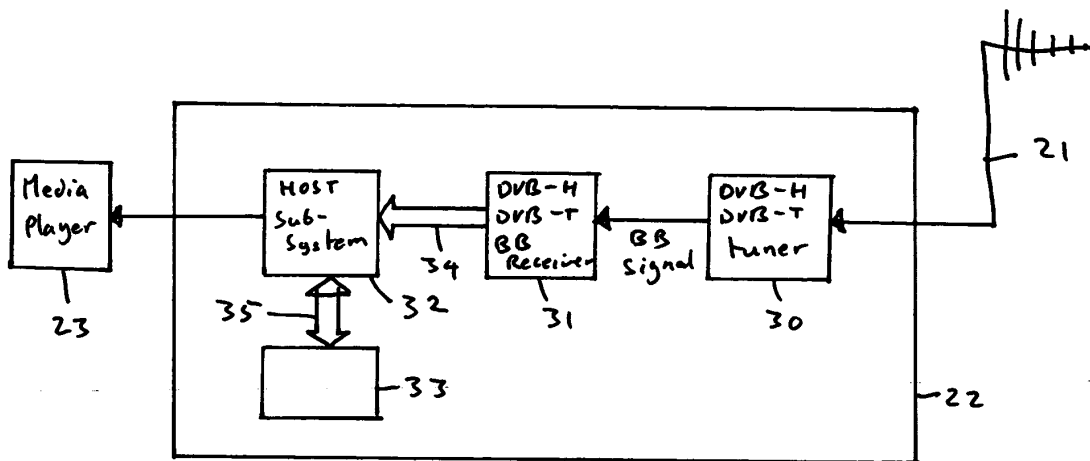 21
Media
Player
23
HOST
Sub-
System
32
34
35
33
DVB-H
DVB-T
BB
Receiver
31
BB
Signal
DVB-H
DVB-T
tuner
30
22